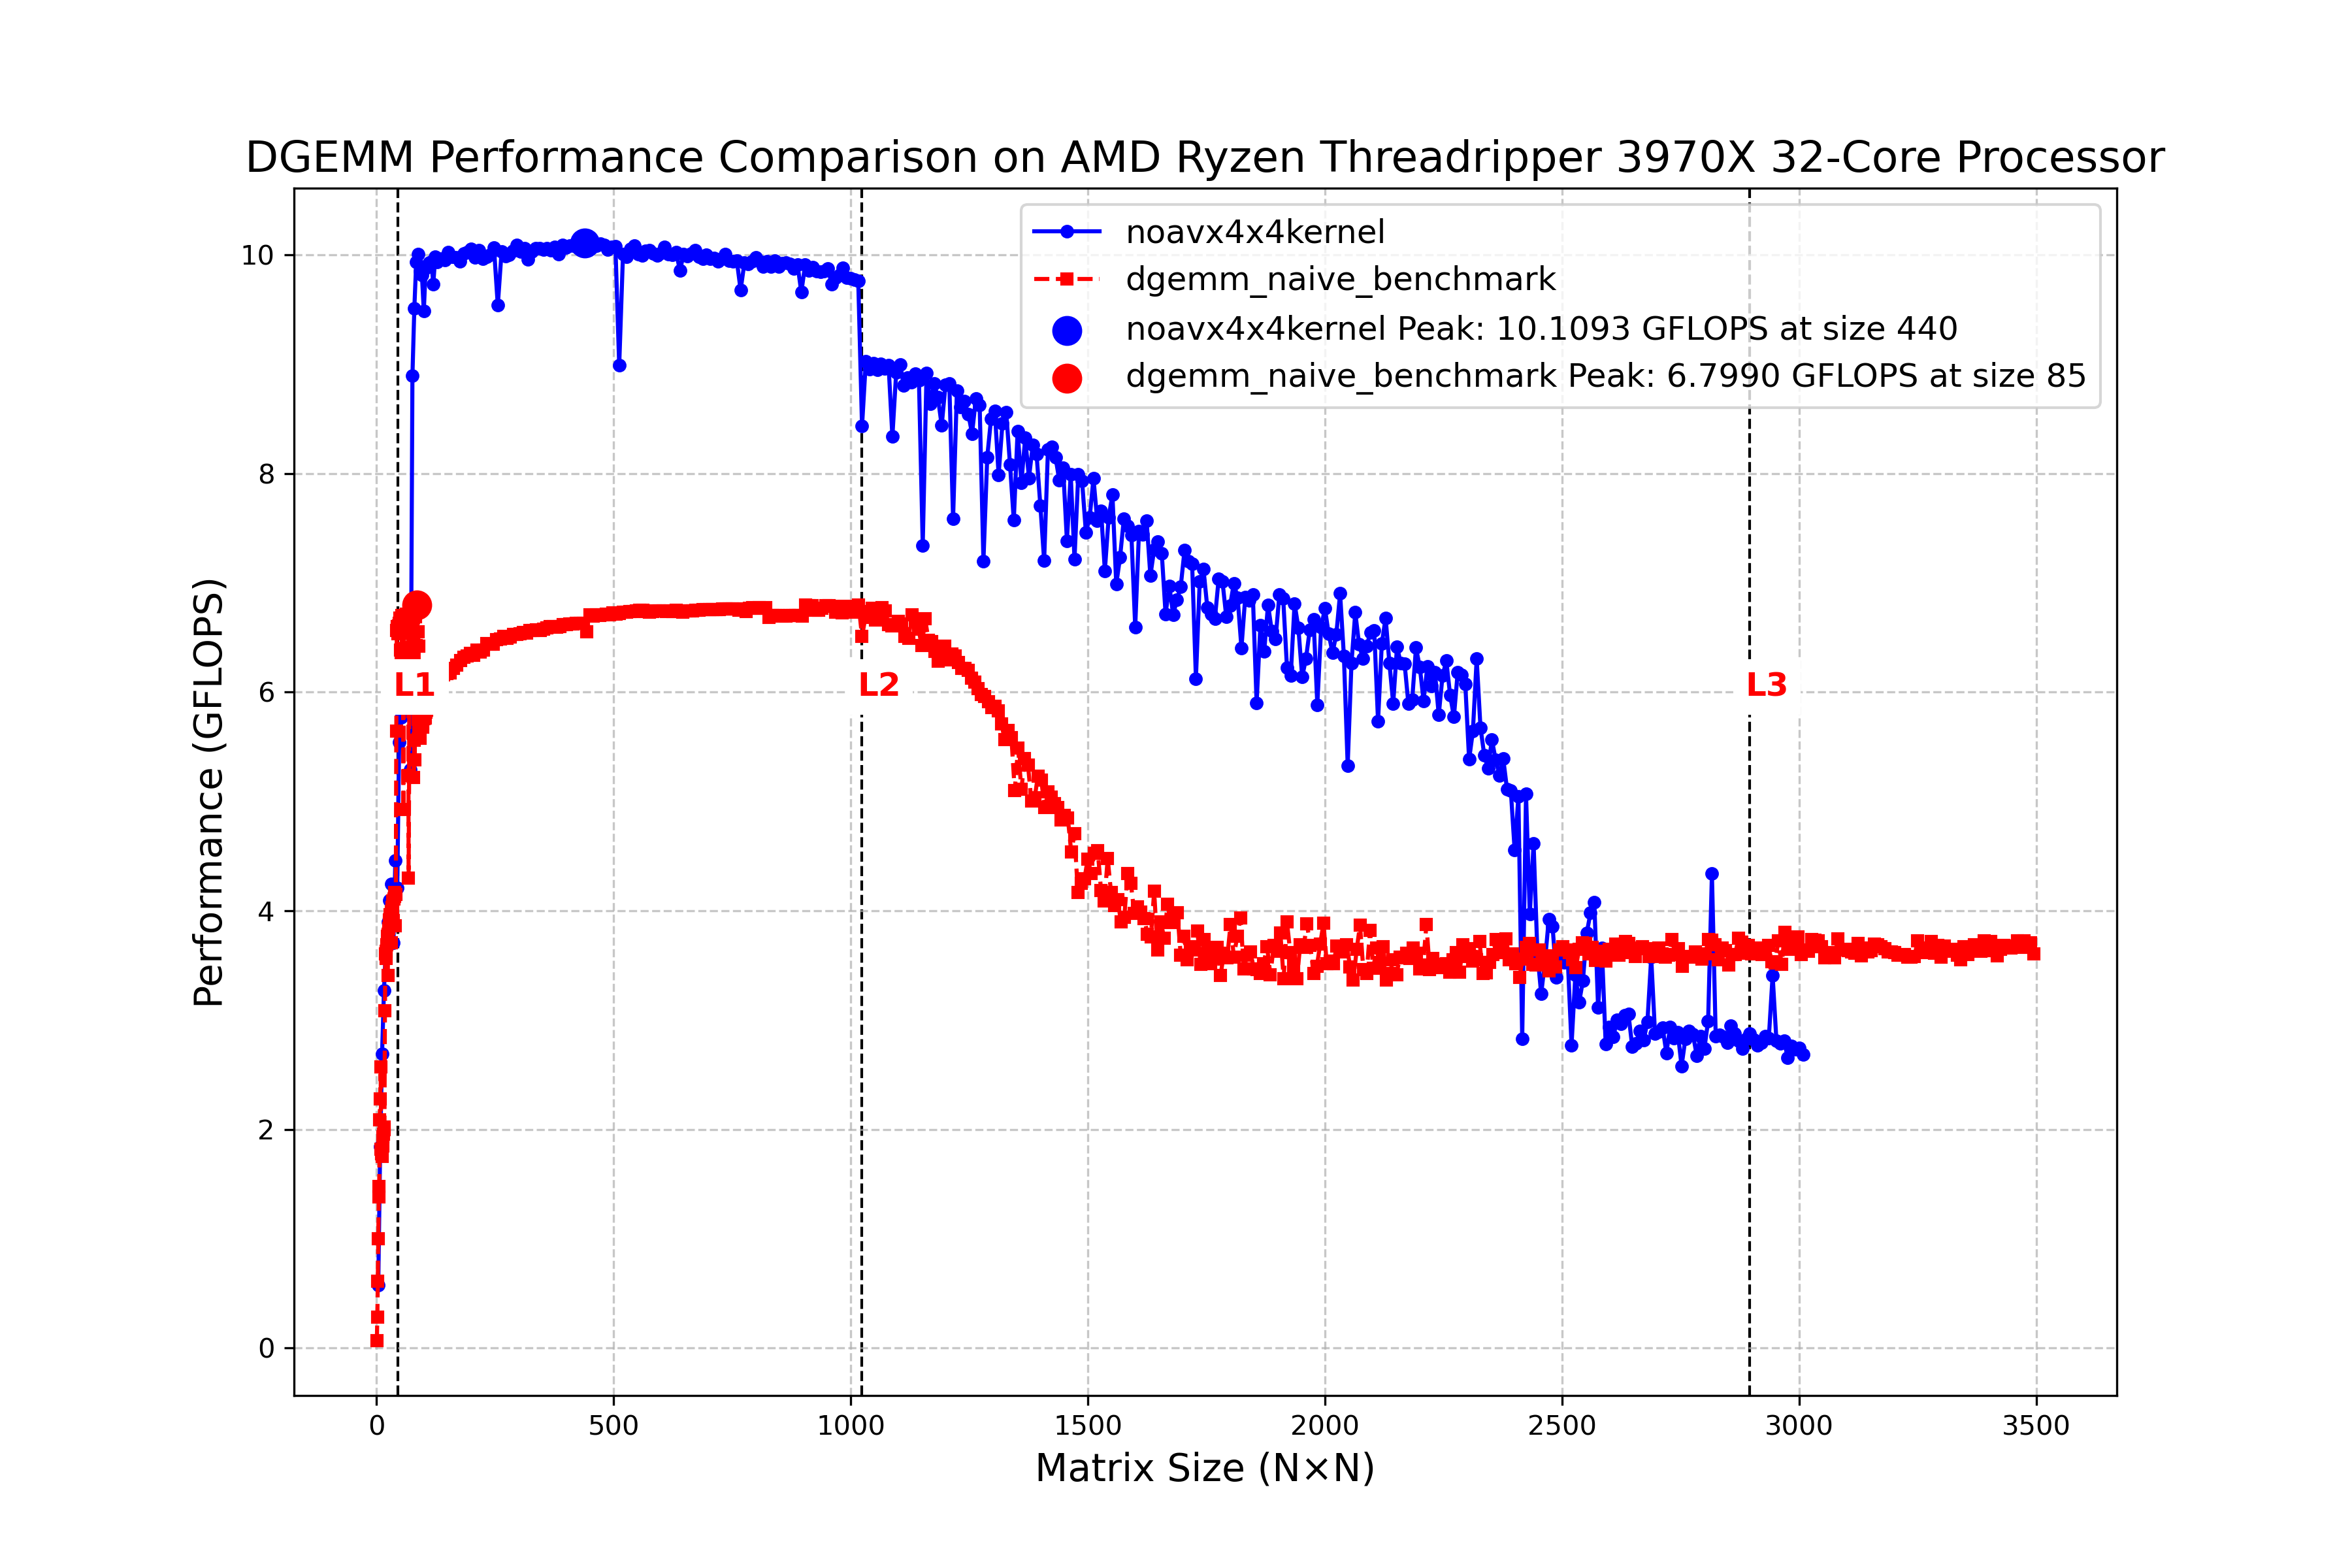 DGEMM Performance Comparison on AMD Ryzen Threadripper 3970X 32-Core Processor
noavx4x4kernel
dgemm_naive_benchmark
noavx4x4kernel Peak: 10.1093 GFLOPS at size 440
dgemm_naive_benchmark Peak: 6.7990 GFLOPS at size 85
10
8
6
4
2
0
Performance (GFLOPS)
L1
L2
L3
0
500
1000
1500
2000
2500
3000
3500
Matrix Size (N×N)